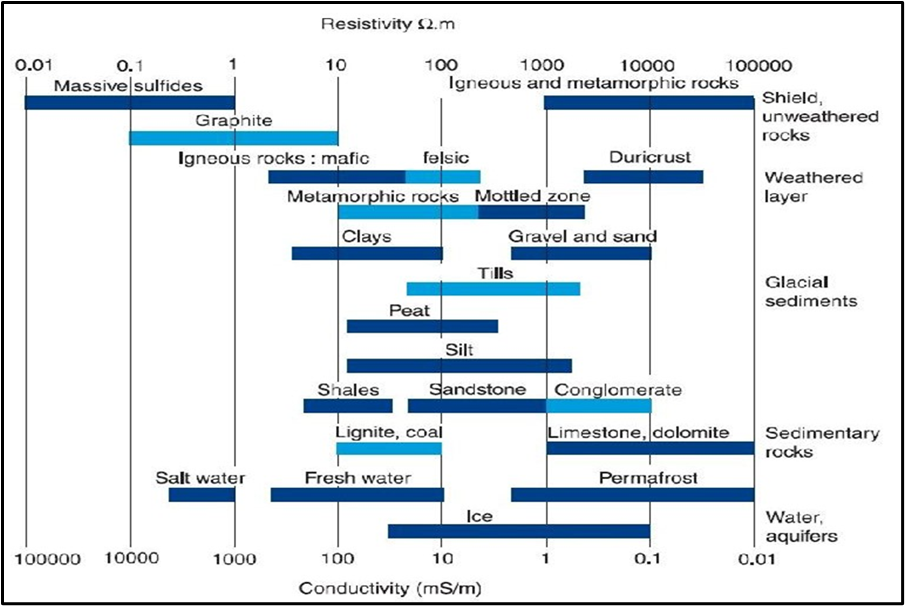 Resistivity Ω.m
0.01 0.1 1 10 100 1000 10000 100000
Massive sulfides Igneous and metamorphic rocks
Shield,
unweathered
rocks
Graphite
Igneous rocks : mafic felsic Duricrust
Weathered
layer
Metamorphic rocks Mottled zone
Clays Gravel and sand
Tills
Glacial
sediments
Peat
Silt
Shales Sandstone Conglomerate
Lignite, coal Limestone, dolomite
Sedimentary
rocks
Salt water Fresh water Permafrost
Ice
Water,
aquifers
100000 10000 1000 100 10 1 0.1 0.01
Conductivity (mS/m)